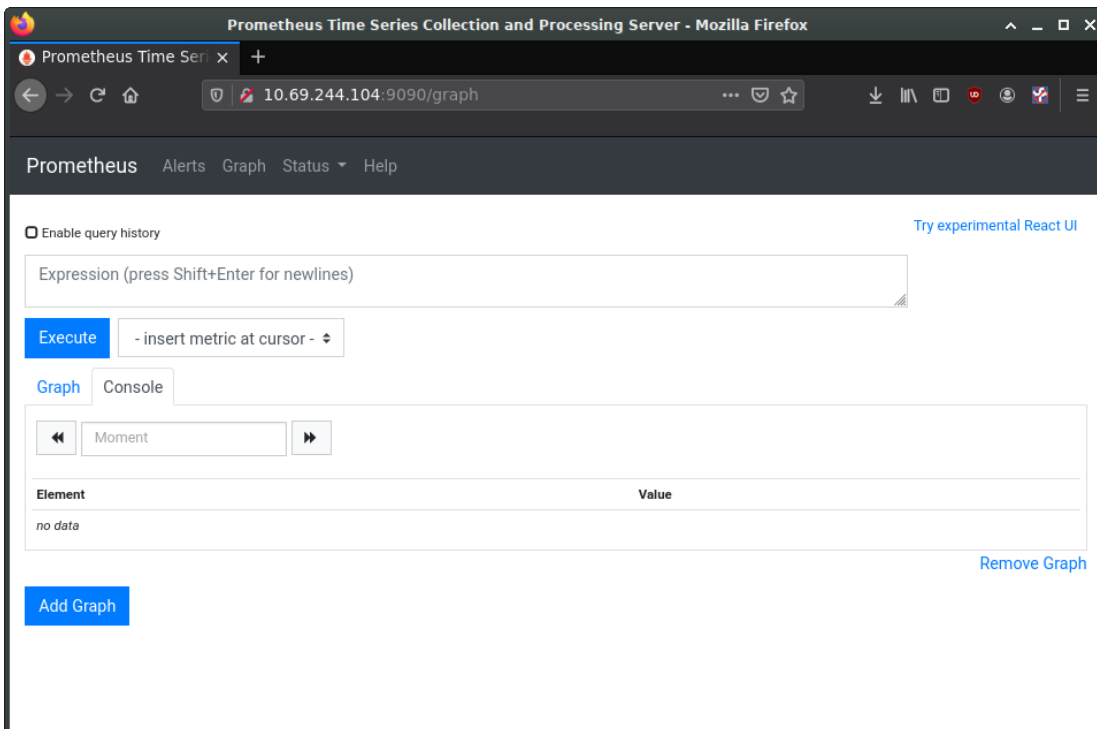 Prometheus Time Series Collection and Processing Server - Mozilla Firefox
Prometheus Time Seri
10.69.244.104:9090/graph
Prometheus Alerts Graph Status Help
Try experimental React UI
Enable query history
Expression (press Shift+Enter for newlines)
Execute - insert metric at cursor -
Graph Console
Moment
Element Value
no data
Remove Graph
Add Graph